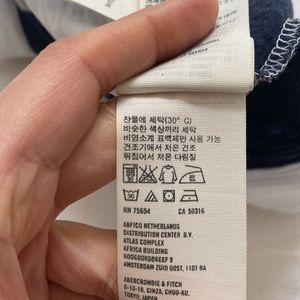 찬물에 세탁(30° C)
비슷한 색상끼리 세탁
비염소계 표백제만 사용 가능
건조기에서 저온 건조
뒤집어서 저온 다림질
RN 75654 CA 50316
ABFICO NETHERLANDS
DISTRIBUTION CENTER B.V.
ATLAS COMPLEX
AFRICA BUILDING
HOOGOORDDREEF 9
AMSTERDAM ZUID OOST, 1101 BA
ABERCROMBIE & FITCH
6-10-19, GINZA, CHUO-KU,
TOKYO, JAPAN